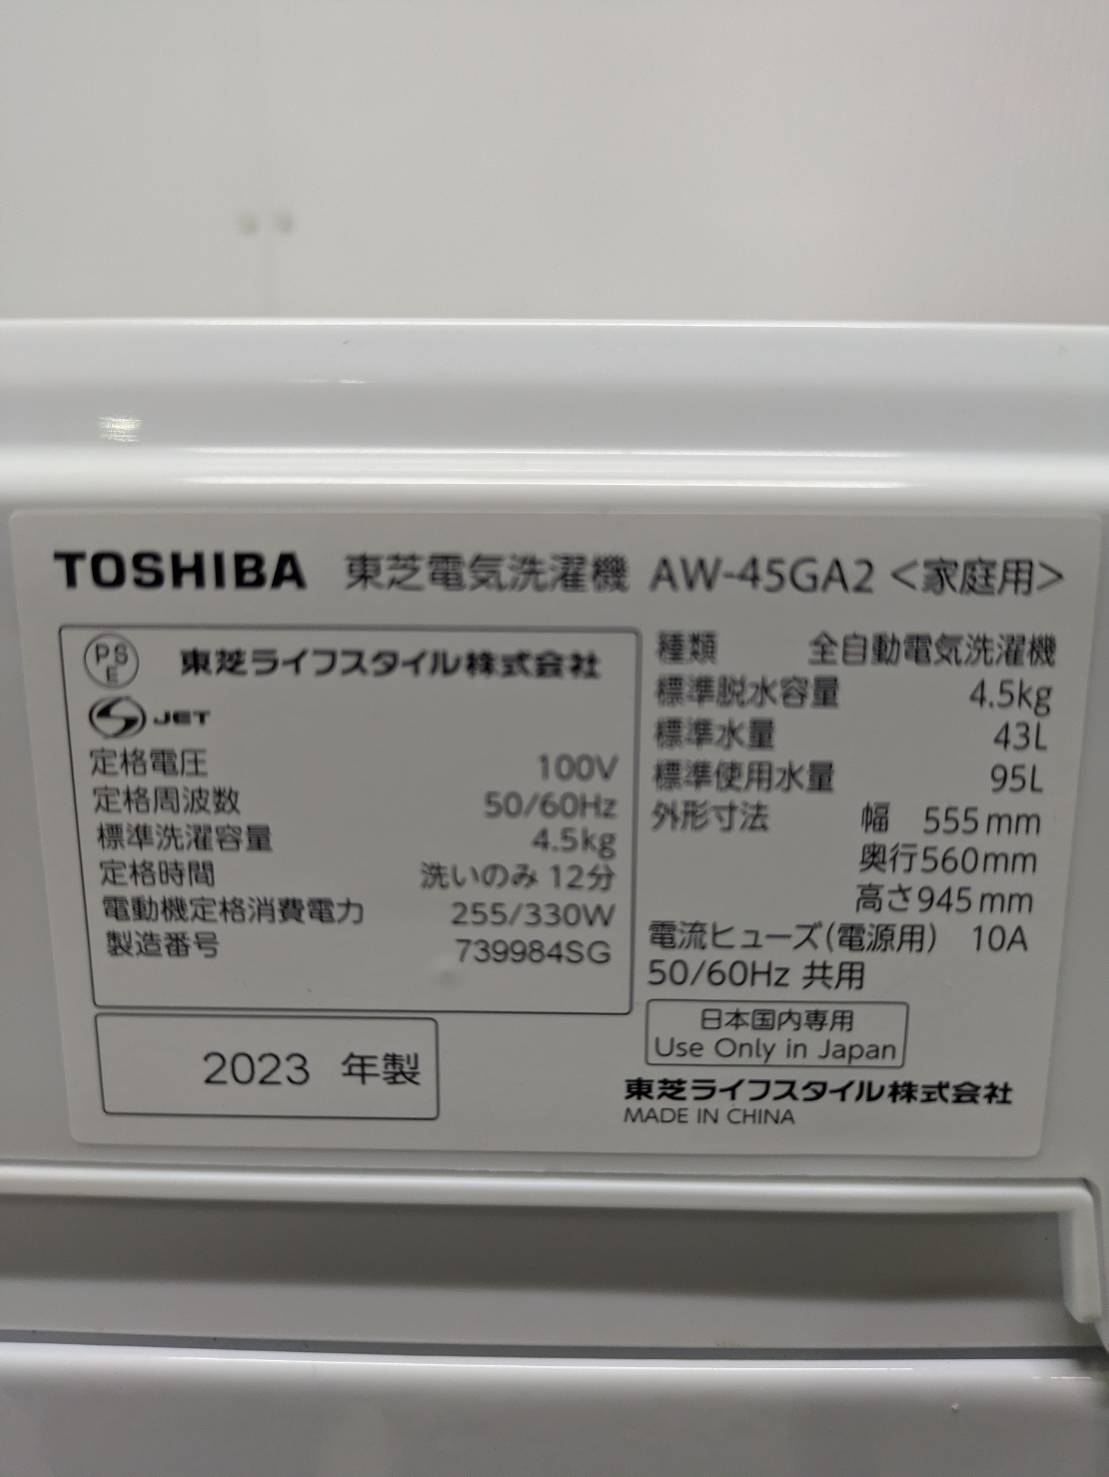 TOSHIBA 東芝電気洗濯機 AW-45GA2 <家庭用>
PSE 東芝ライフスタイル株式会社
S JET
定格電圧 100V
定格周波数 50/60Hz
標準洗濯容量 4.5kg
定格時間 洗いのみ 12分
電動機定格消費電力 255/330W
製造番号 739984SG
2023 年製
種類 全自動電気洗濯機
標準脱水容量 4.5kg
標準水量 43L
標準使用水量 95L
外形寸法 幅 555mm
奥行560mm
高さ945mm
電流ヒューズ(電源用) 10A
50/60Hz 共用
日本国内専用
Use Only in Japan
東芝ライフスタイル株式会社
MADE IN CHINA